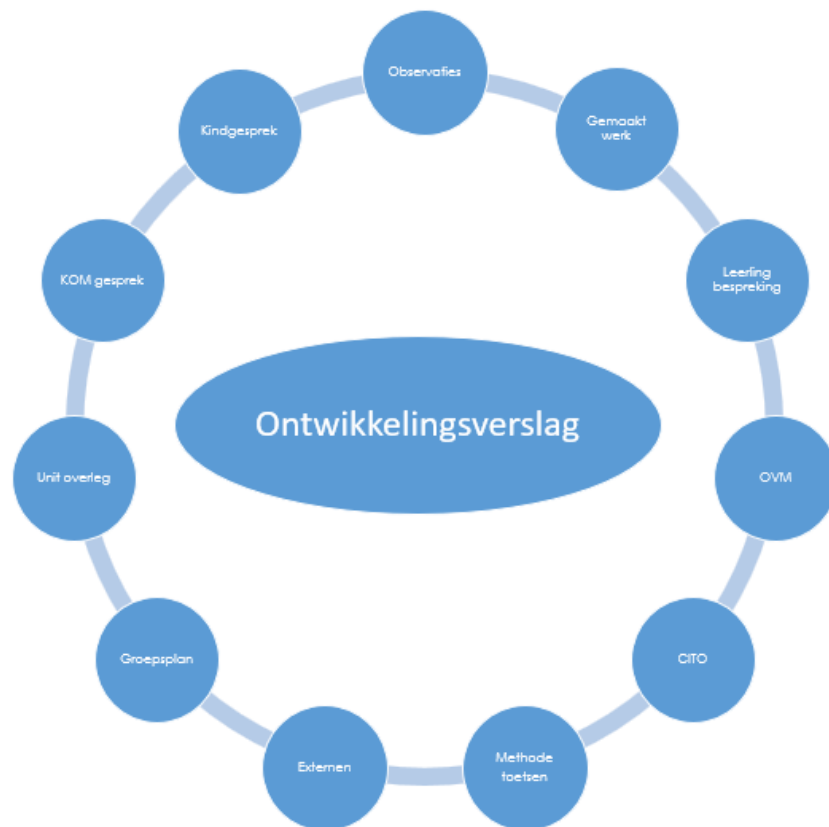 Observaties
Gemaakt
werk
Leerling
bespreking
OVM
CITO
Methode
toetsen
Externen
Groepsplan
Unit overleg
KOM gesprek
Kindgesprek
Ontwikkelingsverslag